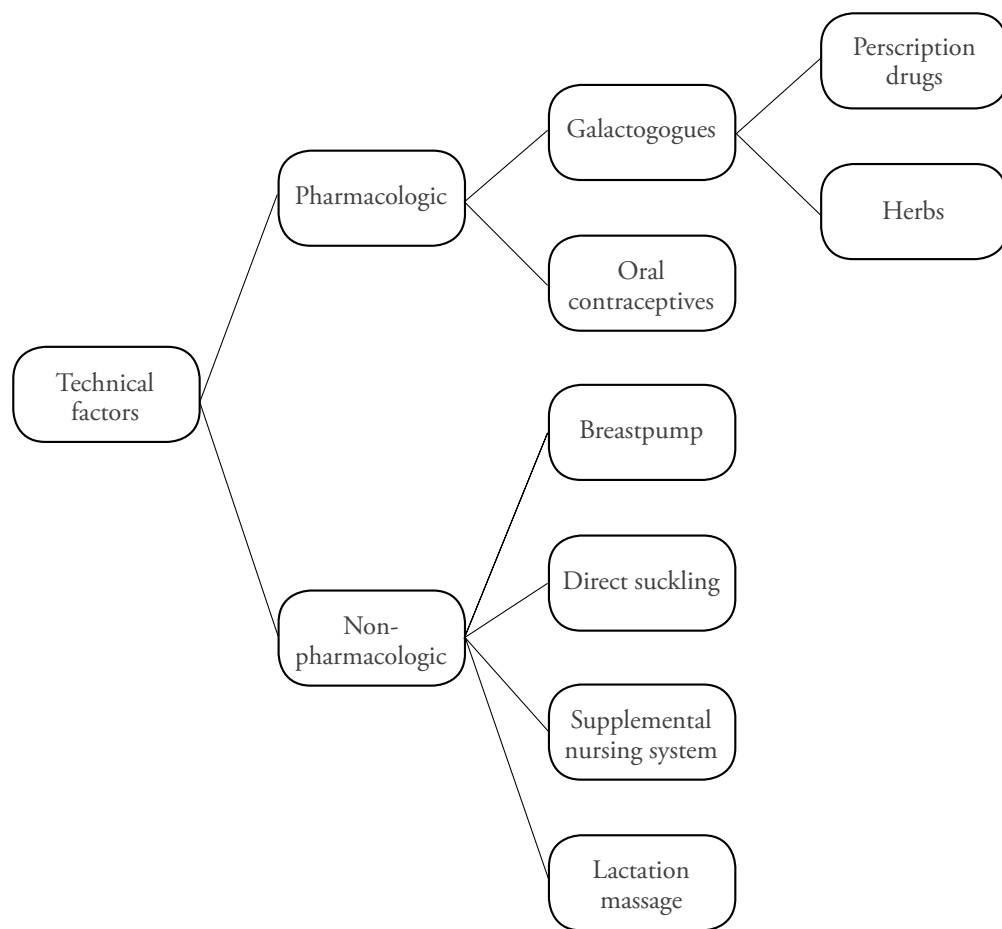 Perscription
drugs
Galactogogues
Pharmacologic
Herbs
Oral
contraceptives
Technical
factors
Breastpump
Direct suckling
Non-
pharmacologic
Supplemental
nursing system
Lactation
massage